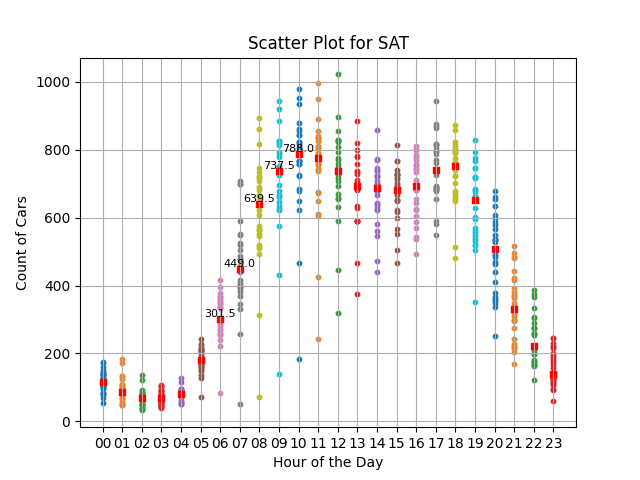 Scatter Plot for SAT
Count of Cars
1000
800
600
400
200
0
788.0
737.5
639.5
449.0
301.5
00 01 02 03 04 05 06 07 08 09 10 11 12 13 14 15 16 17 18 19 20 21 22 23
Hour of the Day